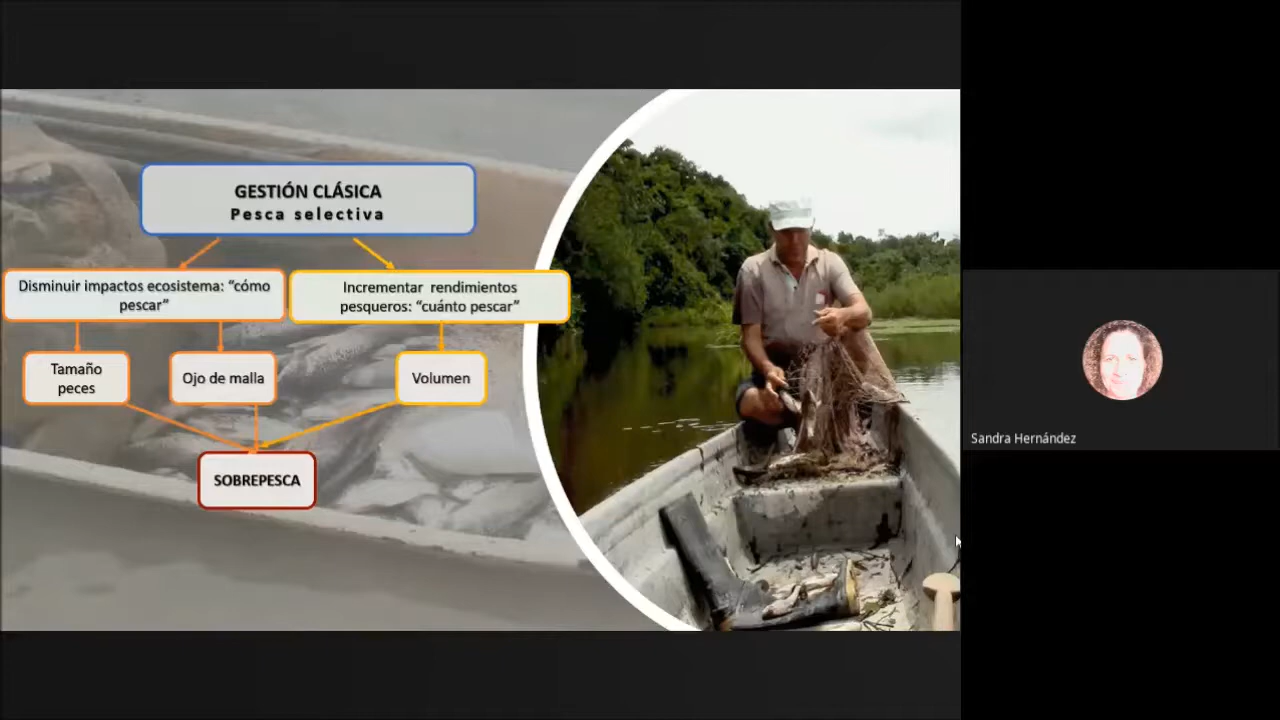 GESTIÓN CLÁSICA
Pesca selectiva
Disminuir impactos ecosistema: “cómo
pescar”
Incrementar rendimientos
pesqueros: “cuánto pescar”
Tamaño
peces
Ojo de malla
Volumen
SOBREPESCA
Sandra Hernández